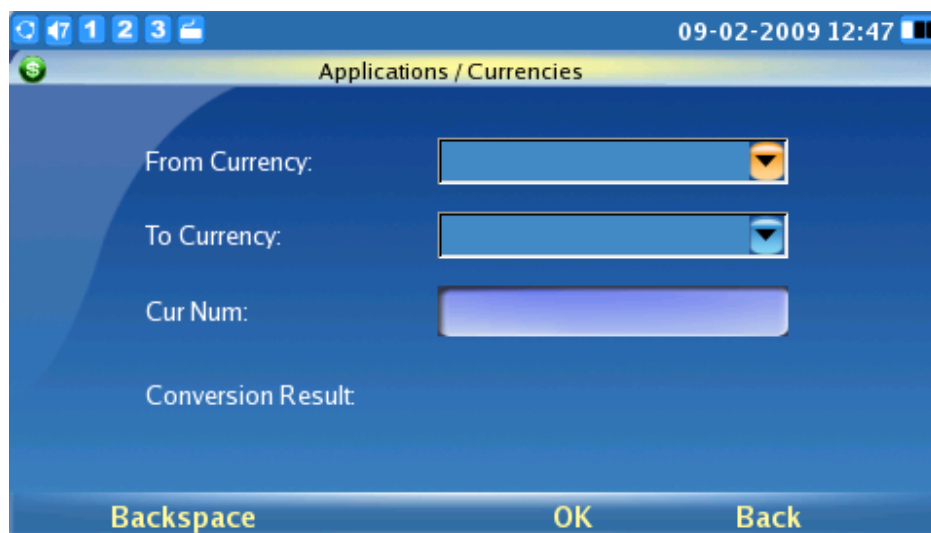 7 1 2 3 09-02-2009 12:47
$ Applications / Currencies
From Currency:
To Currency:
Cur Num:
Conversion Result:
Backspace OK Back